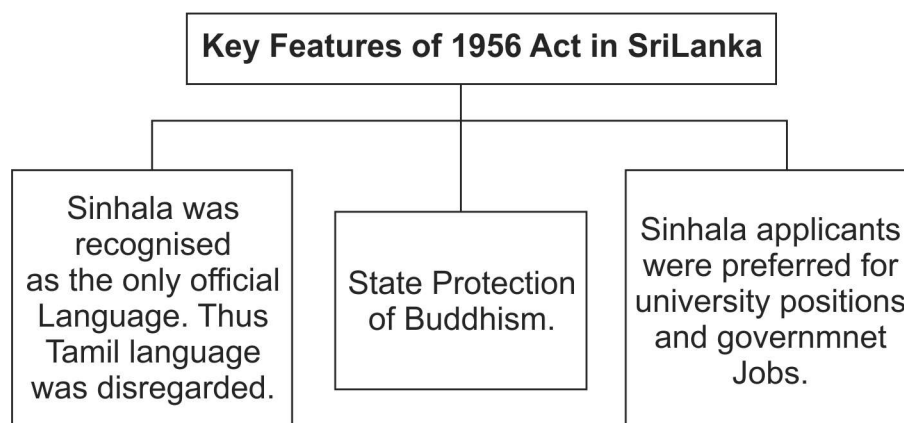 Key Features of 1956 Act in SriLanka
Sinhala was
recognised
as the only official
Language. Thus
Tamil language
was disregarded.
State Protection
of Buddhism.
Sinhala applicants
were preferred for
university positions
and governmnet
Jobs.